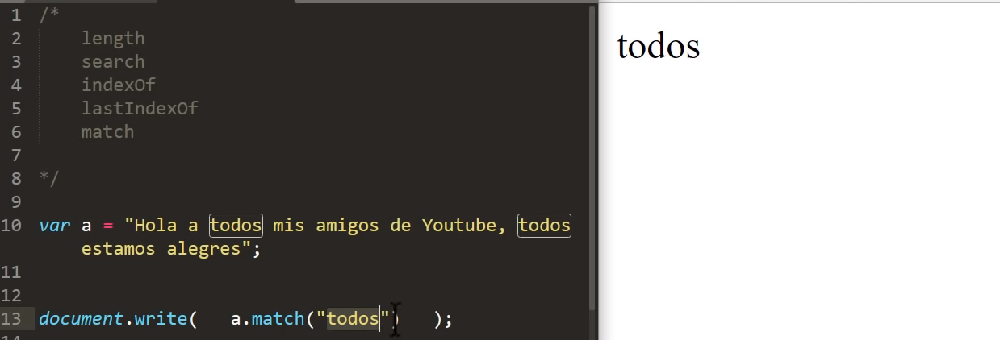 1 /*
2 length
3 search
4 indexOf
5 lastIndexOf
6 match
7
8 */
9
10 var a = "Hola a todos mis amigos de Youtube, todos
estamos alegres";
11
12
13 document.write( a.match("todos") );
14
todos